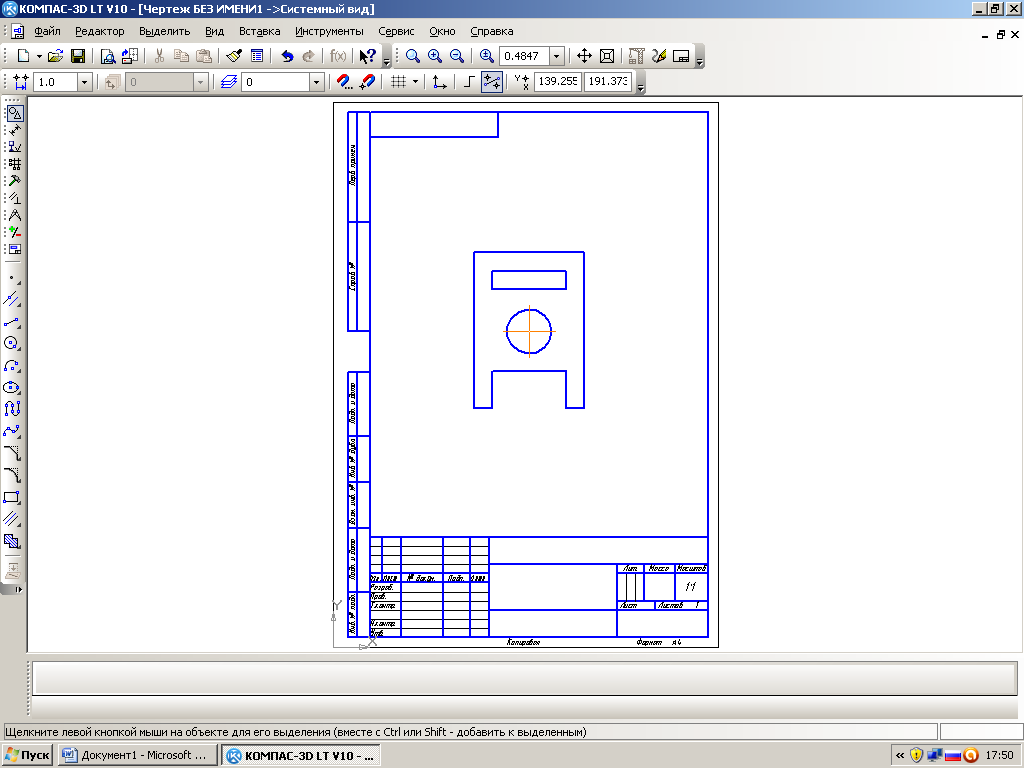 КОМПАС-3D LT V10 - [Чертеж БЕЗ ИМЕНИ1 ->Системный вид]
Файл Редактор Выделить Вид Вставка Инструменты Сервис Окно Справка
f(x) 0.4847
1.0 0 0 139.255 191.373
Перв. примен.
Справ. №
Подп. и дата
Инв. № дубл.
Взам. инв. №
Подп. и дата
Инв. № подл.
Лит. Масса Масштаб
Изм. Лист № докум. Подп. Дата
Разраб. 1:1
Пров.
Т.контр. Лист Листов 1
Н.контр.
Утв.
Копировал Формат A4
Y
X
Щелкните левой кнопкой мыши на объекте для его выделения (вместе с Ctrl или Shift - добавить к выделенным)
Пуск Документ1 - Microsoft ... КОМПАС-3D LT V10 - ... « 17:50